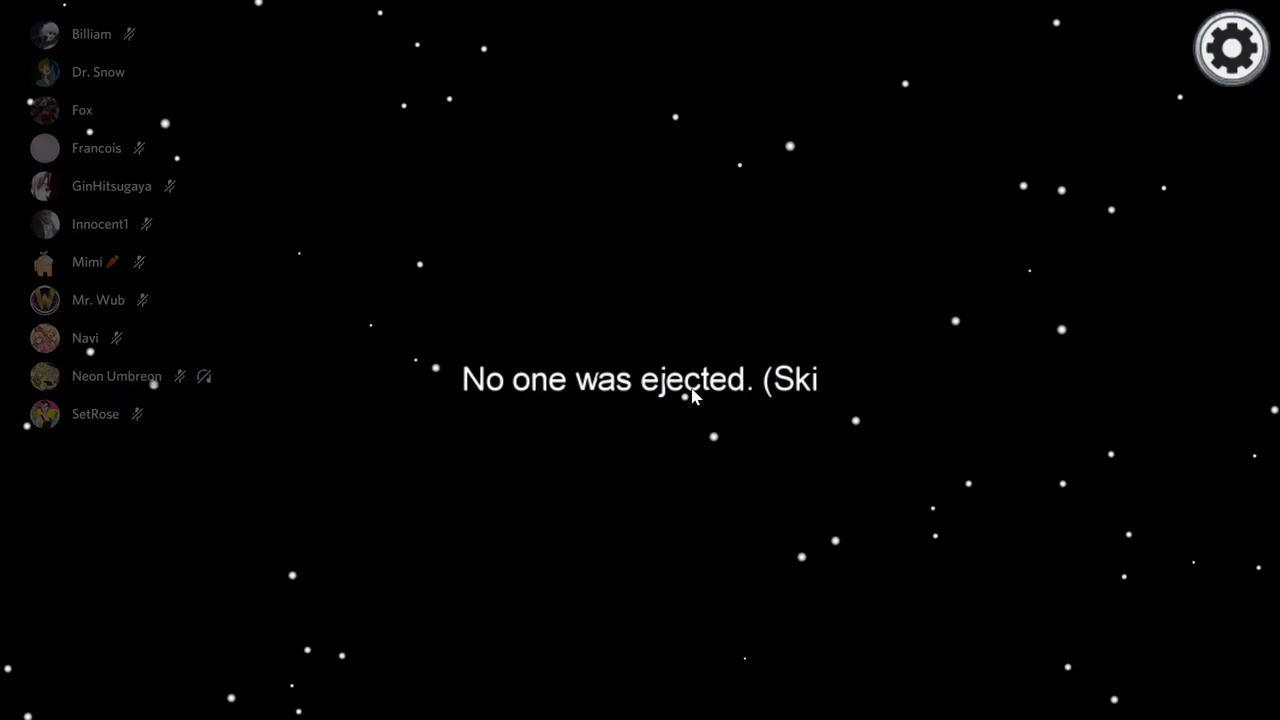 Billiam
Dr. Snow
Fox
Francois
GinHitsugaya
Innocent1
Mimi🥕
Mr. Wub
Navi
Neon Umbreon
SetRose
No one was ejected. (Ski